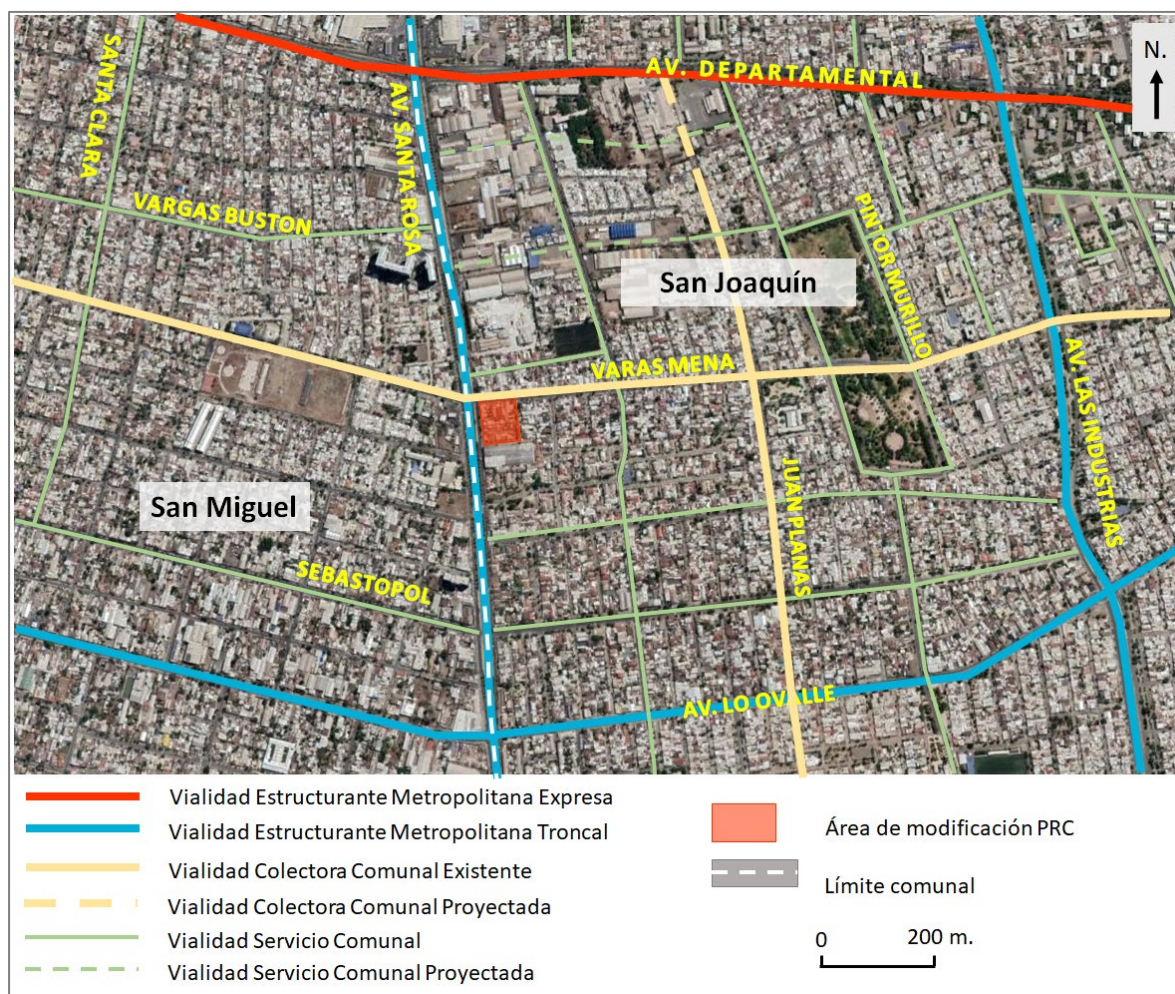 N.
AV. DEPARTAMENTAL
SANTA CLARA
AV. SANTA ROSA
VARGAS BUSTON
PINTOR MURILLO
San Joaquín
VARAS MENA
AV. LAS INDUSTRIAS
San Miguel
JUAN PLANAS
SEBASTOPOL
AV. LO OVALLE
Vialidad Estructurante Metropolitana Expresa
Vialidad Estructurante Metropolitana Troncal
Vialidad Colectora Comunal Existente
Vialidad Colectora Comunal Proyectada
Vialidad Servicio Comunal
Vialidad Servicio Comunal Proyectada
Área de modificación PRC
Límite comunal
0 200 m.